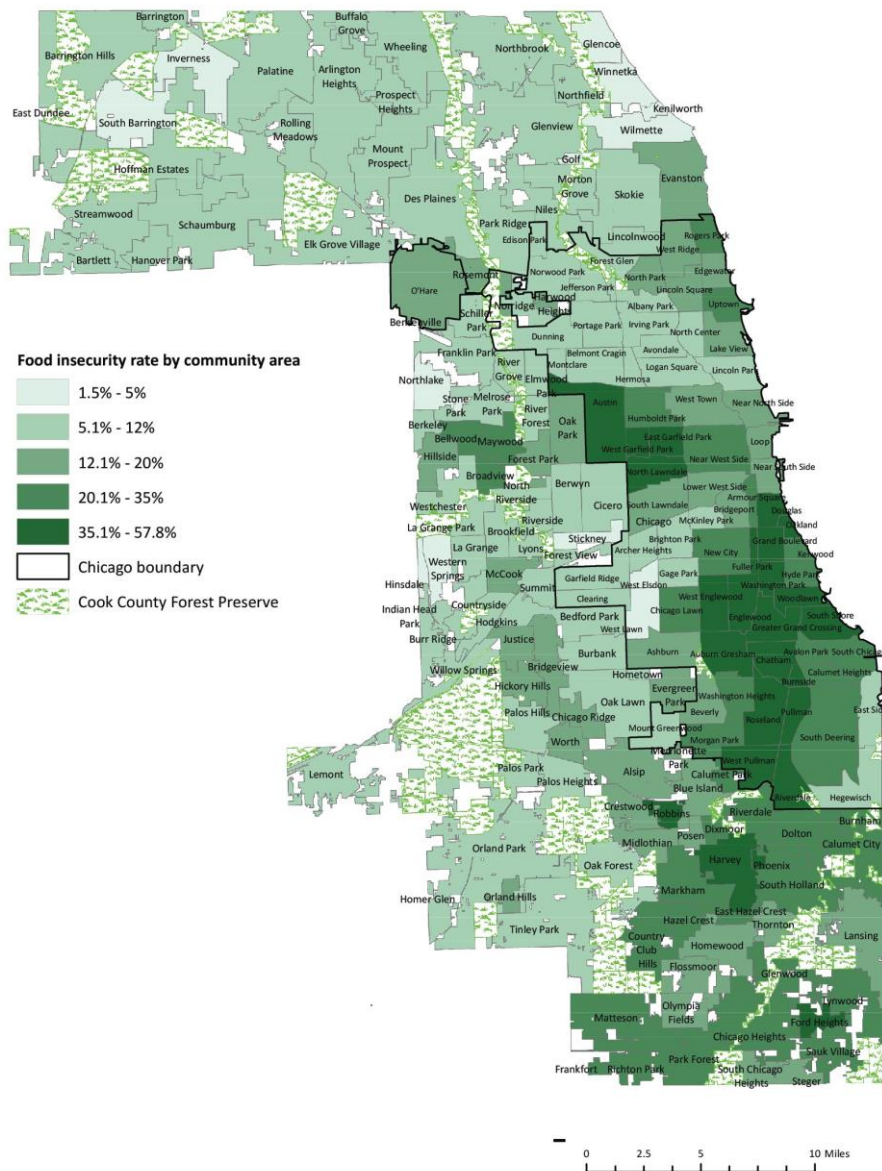 Barrington
Buffalo
Grove
Wheeling
Northbrook
Glencoe
Barrington Hills
Inverness
Palatine
Arlington
Heights
Winnetka
Prospect
Heights
Northfield
Kenilworth
East Dundee
South Barrington
Rolling
Meadows
Glenview
Wilmette
Mount
Prospect
Golf
Hoffman Estates
Morton
Grove
Skokie
Evanston
Streamwood
Des Plaines
Niles
Schaumburg
Park Ridge
Edison Park
Lincolnwood
Rogers Park
West Ridge
Bartlett
Hanover Park
Elk Grove Village
Rosemont
Norwood Park
Forest Glen
North Park
Edgewater
O'Hare
Jefferson Park
Lincoln Square
Harwood
Heights
Norridge
Albany Park
Uptown
Bensenville
Schiller
Park
Portage Park
Irving Park
North Center
Dunning
Franklin Park
Belmont Cragin
Avondale
Lake View
Montclare
Logan Square
Lincoln Park
Food insecurity rate by community area
1.5% - 5%
5.1% - 12%
12.1% - 20%
20.1% - 35%
35.1% - 57.8%
Chicago boundary
Cook County Forest Preserve
River
Grove
Elmwood
Park
Hermosa
Northlake
Stone
Park
Melrose
Park
River
Forest
Austin
West Town
Near North Side
Humboldt Park
Berkeley
Bellwood
Maywood
Oak
Park
East Garfield Park
Loop
Hillside
Forest Park
West Garfield Park
Near West Side
Near South Side
Broadview
North Lawndale
North
Riverside
Berwyn
Lower West Side
Armour Square
Westchester
Cicero
South Lawndale
Bridgeport
Douglas
La Grange Park
Riverside
Chicago
McKinley Park
Oakland
Brookfield
Stickney
Brighton Park
Grand Boulevard
La Grange
Lyons
Forest View
Archer Heights
New City
Kenwood
Western
Springs
McCook
Garfield Ridge
Gage Park
Fuller Park
Hyde Park
Hinsdale
Summit
West Elsdon
Washington Park
Countryside
Clearing
West Englewood
Woodlawn
Indian Head
Park
Hodgkins
Bedford Park
Chicago Lawn
Englewood
South Shore
Burr Ridge
Justice
West Lawn
Greater Grand Crossing
Burbank
Ashburn
Auburn Gresham
Avalon Park
South Chicago
Willow Springs
Bridgeview
Hometown
Chatham
Calumet Heights
Hickory Hills
Evergreen
Park
Burnside
Palos Hills
Oak Lawn
Washington Heights
East Side
Chicago Ridge
Beverly
Pullman
Mount Greenwood
Roseland
Worth
Morgan Park
South Deering
Merrionette
Park
West Pullman
Palos Park
Alsip
Calumet Park
Lemont
Palos Heights
Blue Island
Riverdale
Hegewisch
Crestwood
Robbins
Riverdale
Burnham
Posen
Dixmoor
Dolton
Orland Park
Midlothian
Calumet City
Harvey
Phoenix
Oak Forest
South Holland
Homer Glen
Orland Hills
Markham
East Hazel Crest
Hazel Crest
Thornton
Tinley Park
Country
Club
Hills
Homewood
Lansing
Flossmoor
Glenwood
Olympia
Fields
Lynwood
Matteson
Ford Heights
Chicago Heights
Sauk Village
Park Forest
Frankfort
Richton Park
South Chicago
Heights
Steger
0 2.5 5 10 Miles